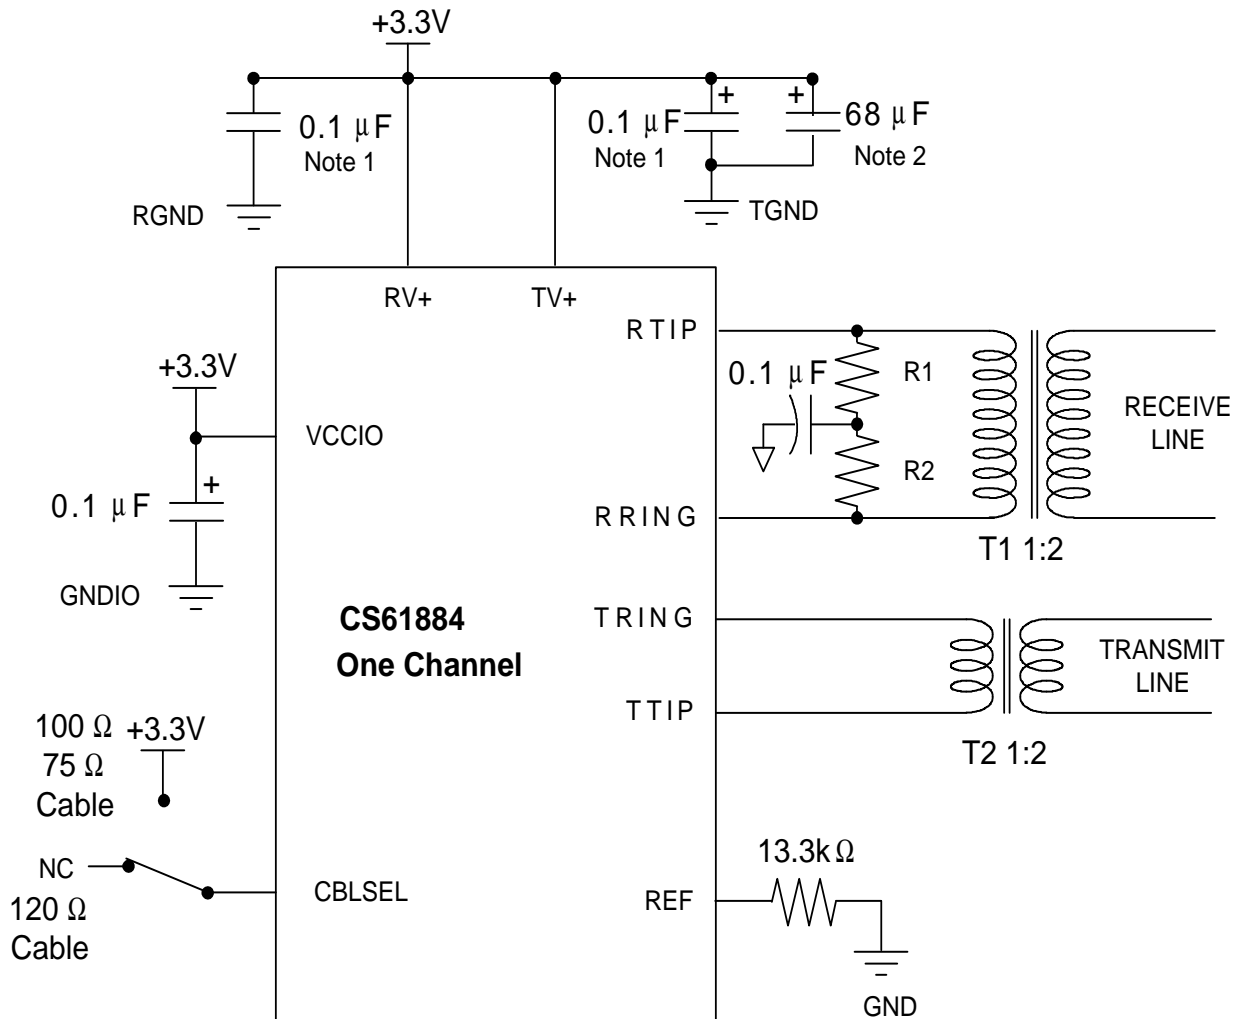 +3.3V
0.1 μF
Note 1
0.1 μF
Note 1
+
+
68 μF
Note 2
RGND
TGND
RV+
TV+
RTIP
+3.3V
0.1 μF
R1
RECEIVE
LINE
VCCIO
R2
+
0.1 μF
RRING
T1 1:2
GNDIO
CS61884
One Channel
TRING
TRANSMIT
LINE
TTIP
T2 1:2
100 Ω
75 Ω
Cable
+3.3V
NC
120 Ω
Cable
CBLSEL
REF
13.3k Ω
GND